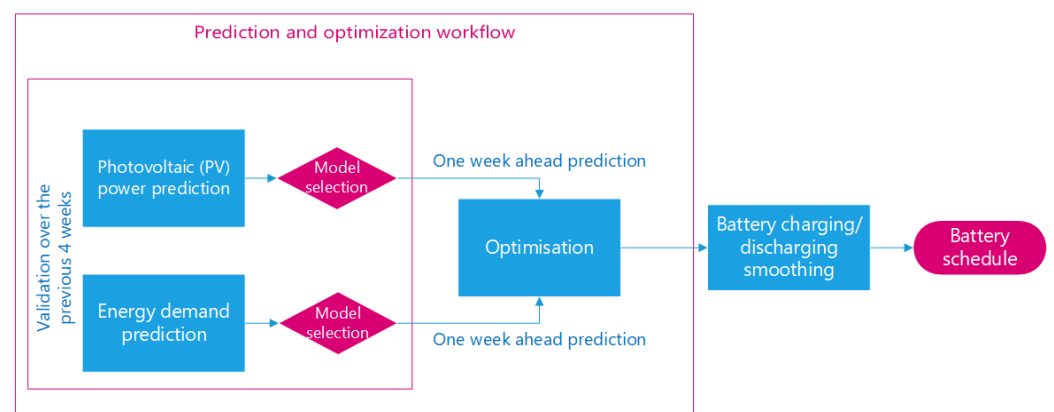 Prediction and optimization workflow
Validation over the
previous 4 weeks
Photovoltaic (PV)
power prediction
Model
selection
One week ahead prediction
Energy demand
prediction
Model
selection
One week ahead prediction
Optimisation
Battery charging/
discharging
smoothing
Battery
schedule